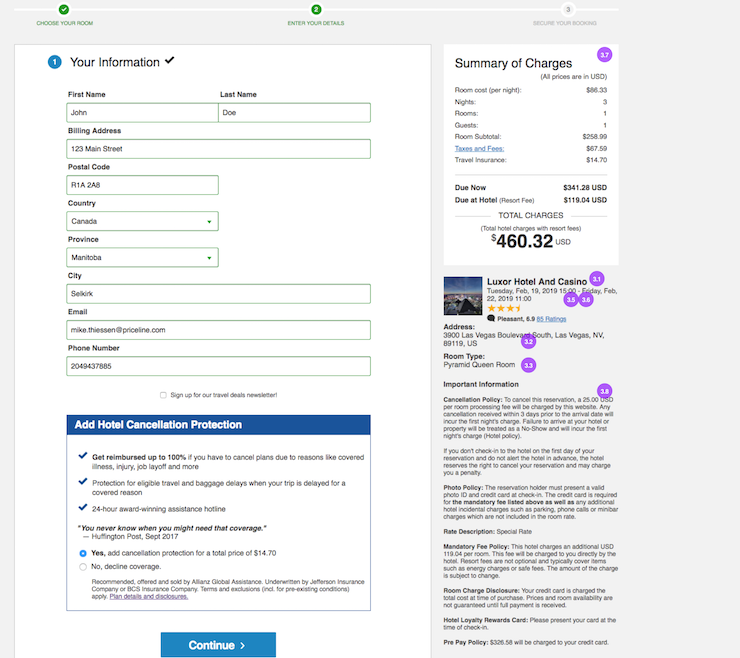 2
3
CHOOSE YOUR ROOM
ENTER YOUR DETAILS
SECURE YOUR BOOKING
1 Your Information
First Name
Last Name
John
Doe
Billing Address
123 Main Street
Postal Code
R1A 2A8
Country
Canada
Province
Manitoba
City
Selkirk
Email
mike.thiessen@priceline.com
Phone Number
2049437885
Sign up for our travel deals newsletter!
Add Hotel Cancellation Protection
Get reimbursed up to 100% if you have to cancel plans due to reasons like covered
illness, injury, job layoff and more
Protection for eligible travel and baggage delays when your trip is delayed for a
covered reason
24-hour award-winning assistance hotline
"You never know when you might need that coverage."
— Huffington Post, Sept 2017
Yes, add cancellation protection for a total price of $14.70
No, decline coverage.
Recommended, offered and sold by Allianz Global Assistance. Underwritten by Jefferson Insurance
Company or BCS Insurance Company. Terms and exclusions (incl. for pre-existing conditions)
apply. Plan details and disclosures.
Continue
3.7
Summary of Charges
(All prices are in USD)
Room cost (per night): $86.33
Nights: 3
Rooms: 1
Guests: 1
Room Subtotal: $258.99
Taxes and Fees: $67.59
Travel Insurance: $14.70
Due Now $341.28 USD
Due at Hotel (Resort Fee) $119.04 USD
TOTAL CHARGES
(Total hotel charges with resort fees)
$460.32 USD
Luxor Hotel And Casino 3.1
Tuesday, Feb, 19, 2019 15:00 - Friday, Feb,
22, 2019 11:00 3.5 3.6
Pleasant, 6.9 85 Ratings
Address:
3900 Las Vegas Boulevard South, Las Vegas, NV,
89119, US 3.2
Room Type:
Pyramid Queen Room 3.3
Important Information
3.8
Cancellation Policy: To cancel this reservation, a 25.00 USD
per room processing fee will be charged by this website. Any
cancellation received within 3 days prior to the arrival date will
incur the first night's charge. Failure to arrive at your hotel or
property will be treated as a No-Show and will incur the first
night's charge (Hotel policy).
If you don't check-in to the hotel on the first day of your
reservation and do not alert the hotel in advance, the hotel
reserves the right to cancel your reservation and may charge
you a penalty.
Photo Policy: The reservation holder must present a valid
photo ID and credit card at check-in. The credit card is required
for the mandatory fee listed above as well as any additional
hotel incidental charges such as parking, phone calls or minibar
charges which are not included in the room rate.
Rate Description: Special Rate
Mandatory Fee Policy: This hotel charges an additional USD
119.04 per room. This fee will be charged to you directly by the
hotel. Resort fees are not optional and typically cover items
such as energy charges or safe fees. The amount of the charge
is subject to change.
Room Charge Disclosure: Your credit card is charged the
total cost at time of purchase. Prices and room availability are
not guaranteed until full payment is received.
Hotel Loyalty Rewards Card: Please present your card at the
time of check-in.
Pre Pay Policy: $326.58 will be charged to your credit card.